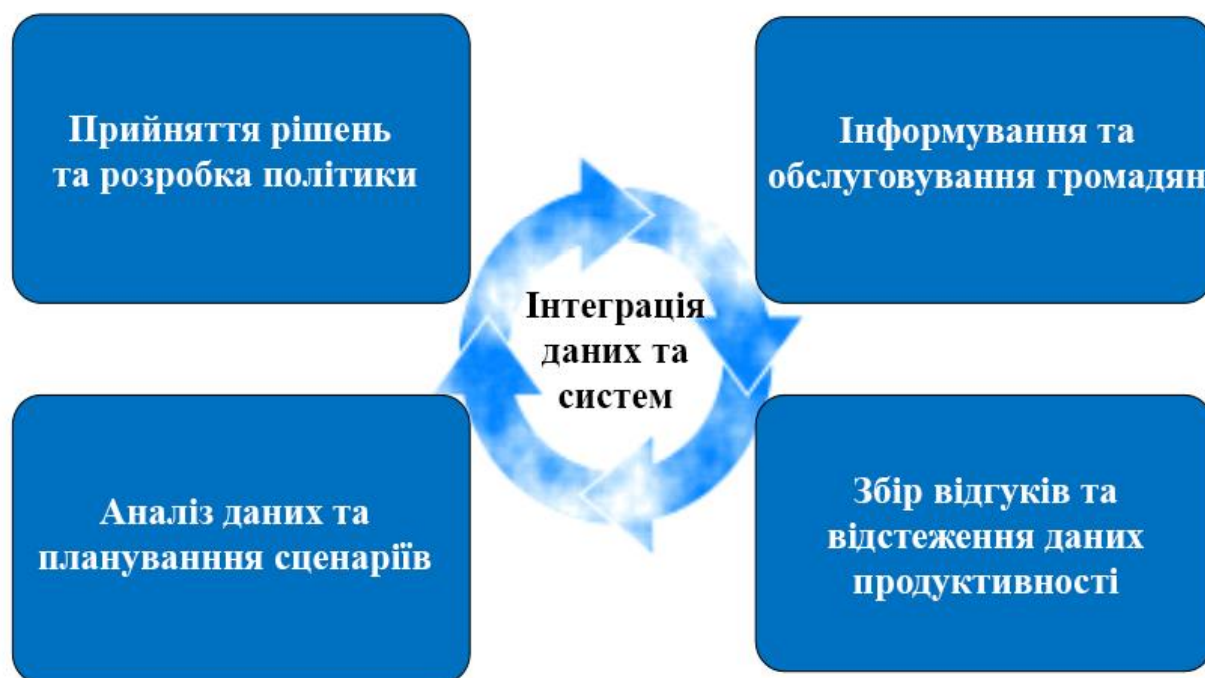 Прийняття рішень
та розробка політики
Інформування та
обслуговування громадян
Інтеграція
даних та
систем
Аналіз даних та
плануванння сценаріїв
Збір відгуків та
відстеження даних
продуктивності